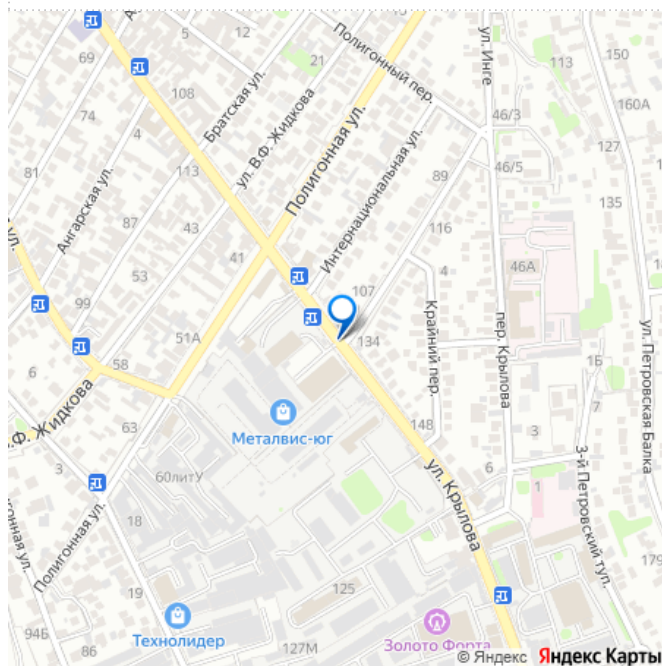 15
12
Полигонный пер.
ул. Инге
150
113
69
74
4
108
Братская ул.
21
ул. В.Ф. Жидкова
Полигонная ул.
160А
46/3
127
81
113
Ангарская ул.
87
Интернациональная ул.
89
46/5
135
53
43
41
116
4
46А
ул.
99
107
Крайний пер.
пер. Крылова
ул. Петровская Балка
51А
134
58
6
16
.Ф. Жидкова
63
Металвис-юг
148
7
3
3
60литУ
6
3-й Петровский туп.
ул. Крылова
1
18
Полигонная ул.
179
19
125
94Б
86
Технолидер
127М
Золото Форта
© Яндекс Яндекс Карты